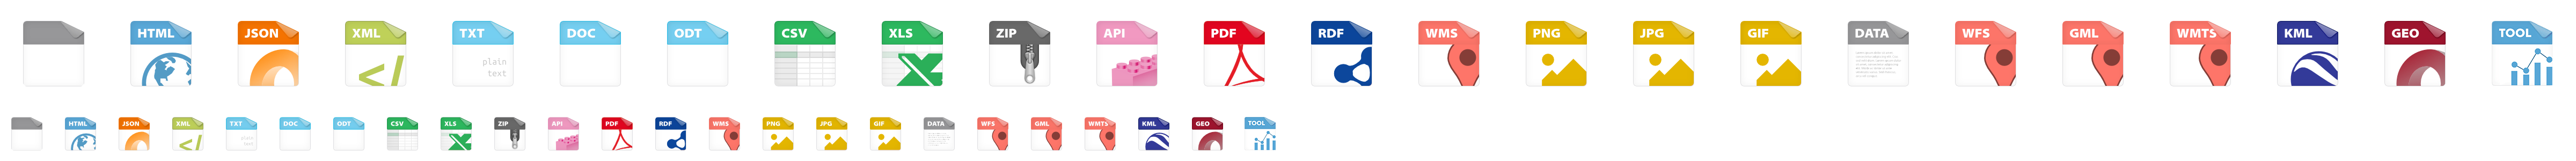 HTML JSON XML TXT DOC ODT CSV XLS ZIP API PDF RDF WMS PNG JPG GIF DATA WFS GML WMTS KML GEO TOOL
</>
plain
text
HTML JSON XML TXT DOC ODT CSV XLS ZIP API PDF RDF WMS PNG JPG GIF DATA WFS GML WMTS KML GEO TOOL
</>
plain
text